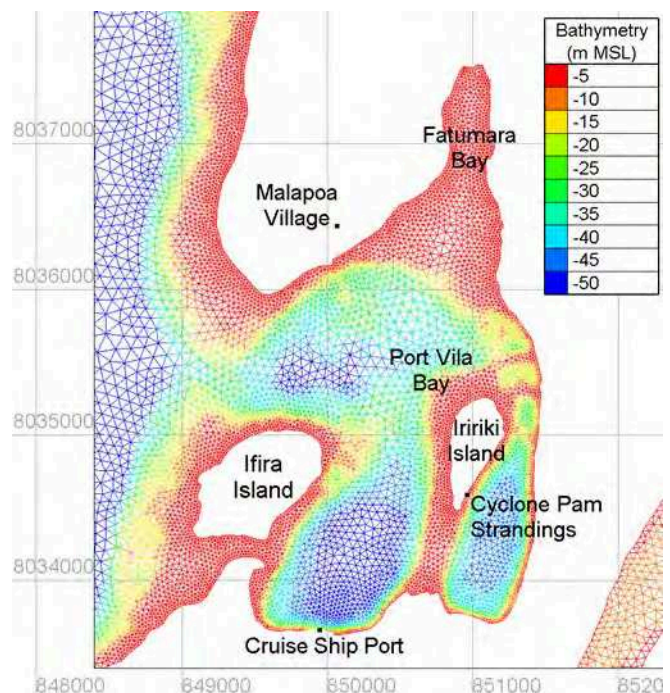 Bathymetry
(m MSL)
-5
-10
-15
-20
-25
-30
-35
-40
-45
-50
8037000
Fatumara
Bay
Malapoa
Village
8036000
Port Vila
Bay
8035000
Iririki
Island
Ifira
Island
Cyclone Pam
Strandings
8034000
Cruise Ship Port
848000
849000
850000
851000